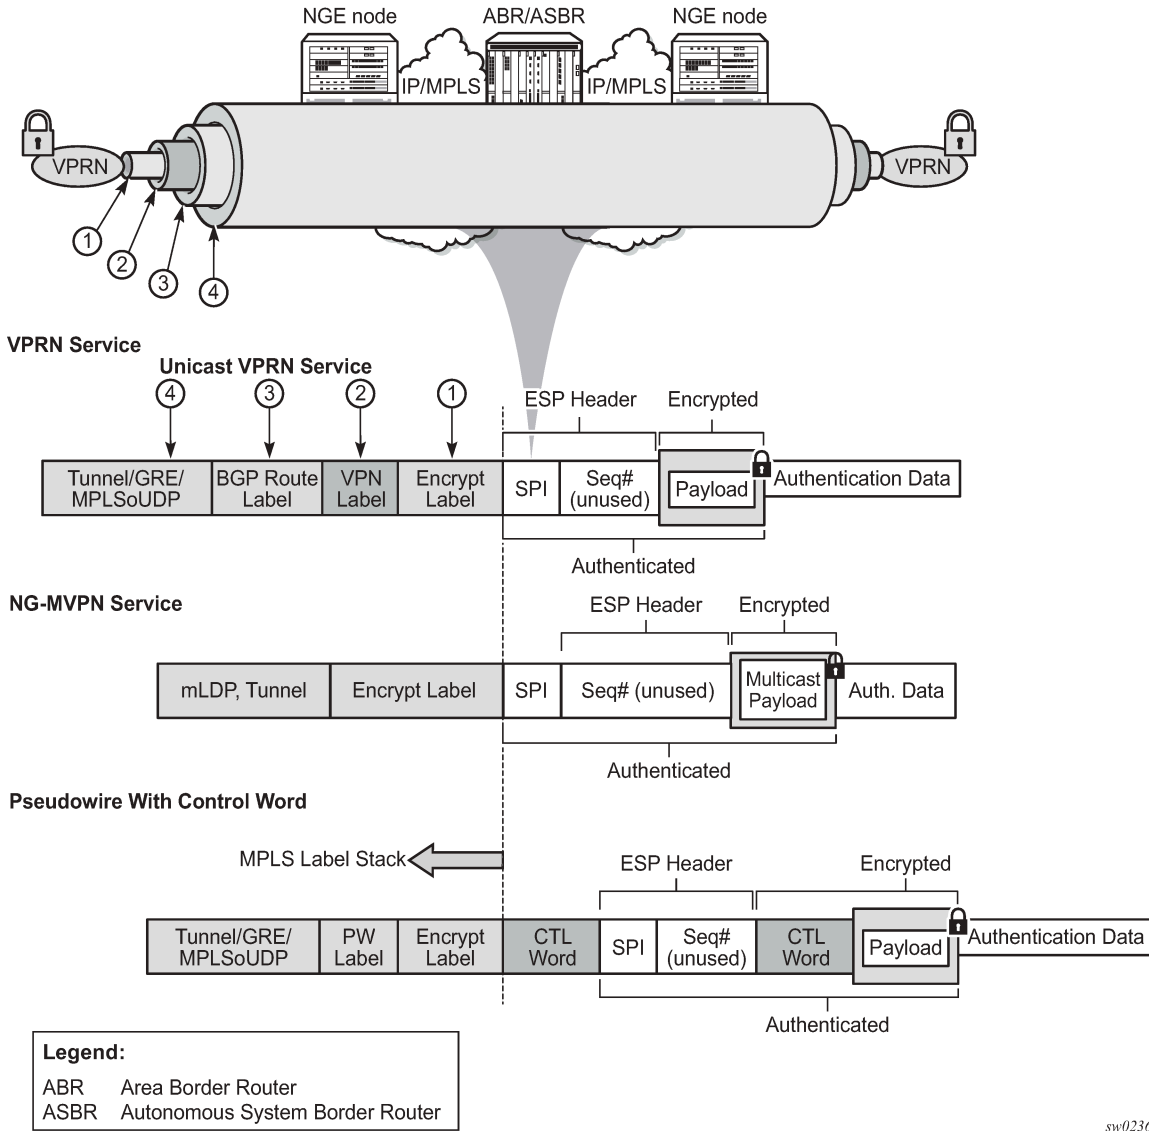 NGE node ABR/ASBR NGE node
IP/MPLS IP/MPLS
VPRN VPRN
1
2
3
4
VPRN Service
Unicast VPRN Service
4 3 2 1
ESP Header Encrypted
Tunnel/GRE/ BGP Route VPN Encrypt SPI Seq# Payload Authentication Data
MPLSoUDP Label Label Label (unused)
Authenticated
NG-MVPN Service
ESP Header Encrypted
mLDP, Tunnel Encrypt Label SPI Seq# (unused) Multicast Auth. Data
Payload
Authenticated
Pseudowire With Control Word
MPLS Label Stack
ESP Header Encrypted
Tunnel/GRE/ PW Encrypt CTL SPI Seq# CTL Payload Authentication Data
MPLSoUDP Label Label Word (unused) Word
Authenticated
Legend:
ABR Area Border Router
ASBR Autonomous System Border Router